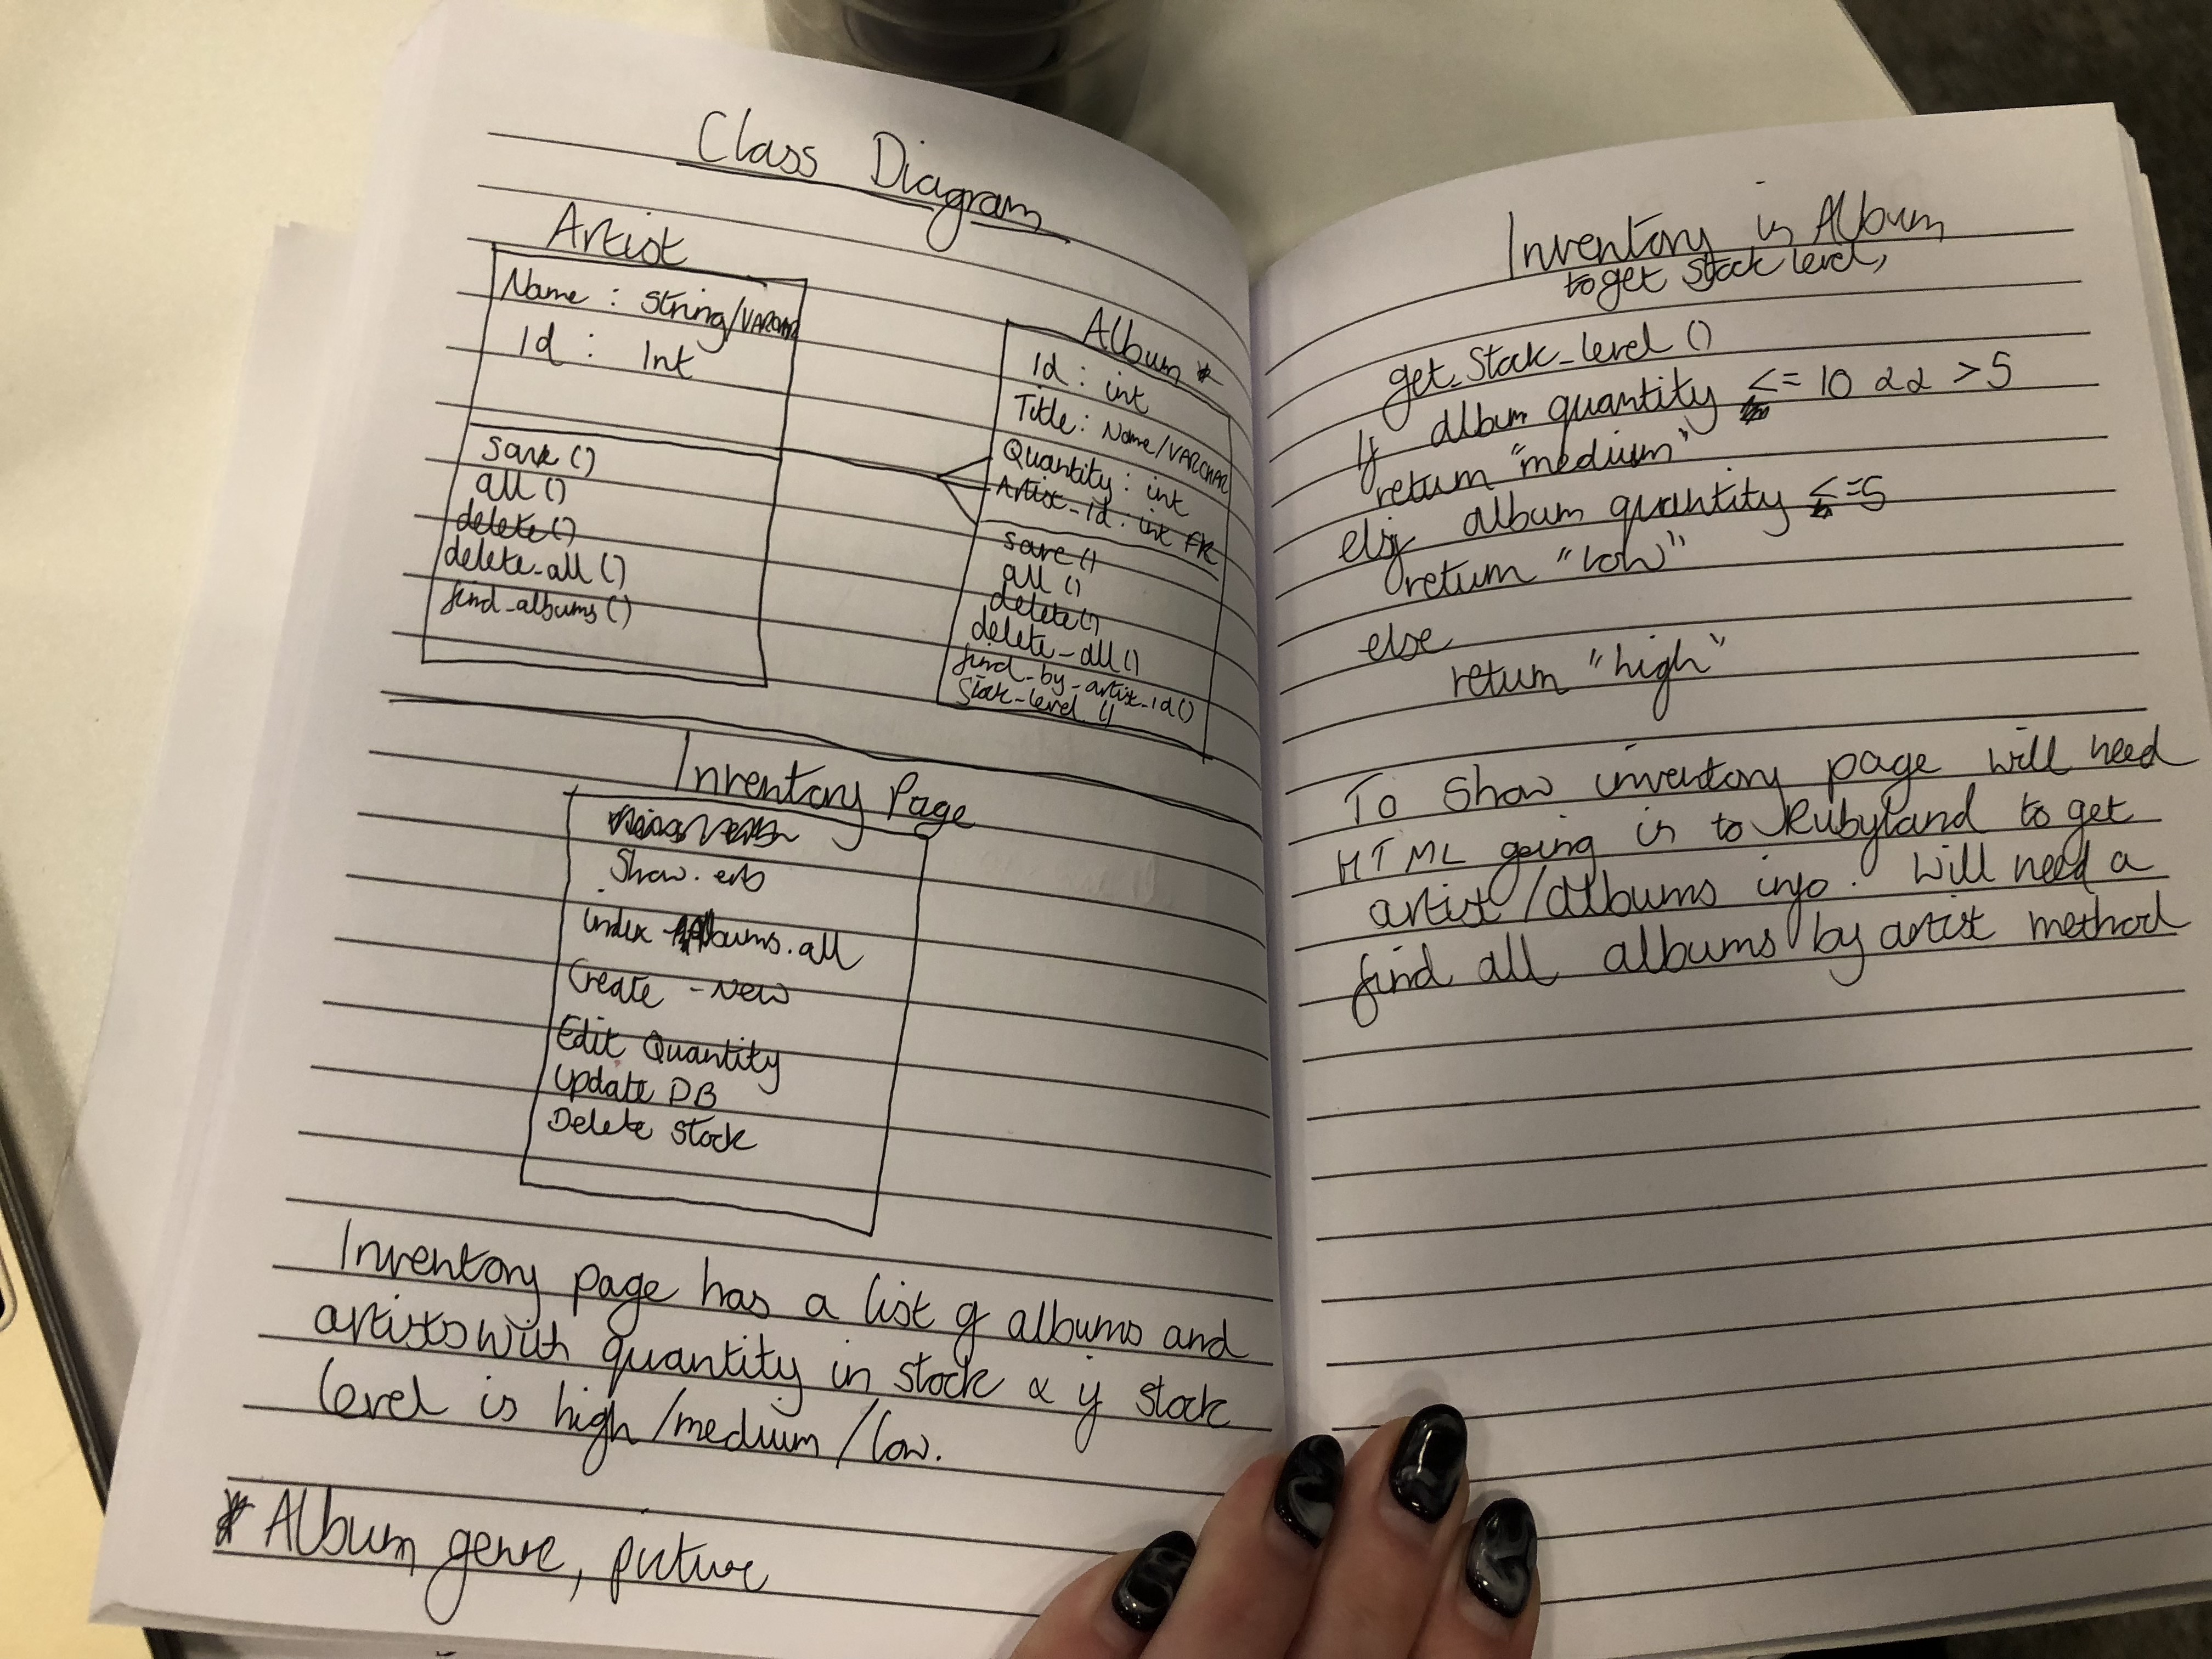 Class Diagram
Artist
Name : String/VARCHAR
Id : Int
Save ()
all ()
delete ()
delete_all ()
find_albums ()
Album *
Id : int
Title : Name/VARCHAR
Quantity : int
Artist_id : int FK
save ()
all ()
delete ()
delete_all ()
find_by_artist_id ()
Stock_level ()
Inventory Page
Show.erb
Index - Albums.all
Create - New
Edit Quantity
Update DB
Delete stock
Inventory Page has a list of albums and
artists with quantity in stock & if stock
level is high/medium/low.
* Album genre, picture
Inventory in Album
to get stock level,
get_Stock_level ()
if album quantity <= 10 && > 5
return "medium"
elif album quantity <= 5
return "low"
else
return "high"
To show inventory page will need
HTML going in to Rubyland to get
artist/albums info. Will need a
find all albums by artist method